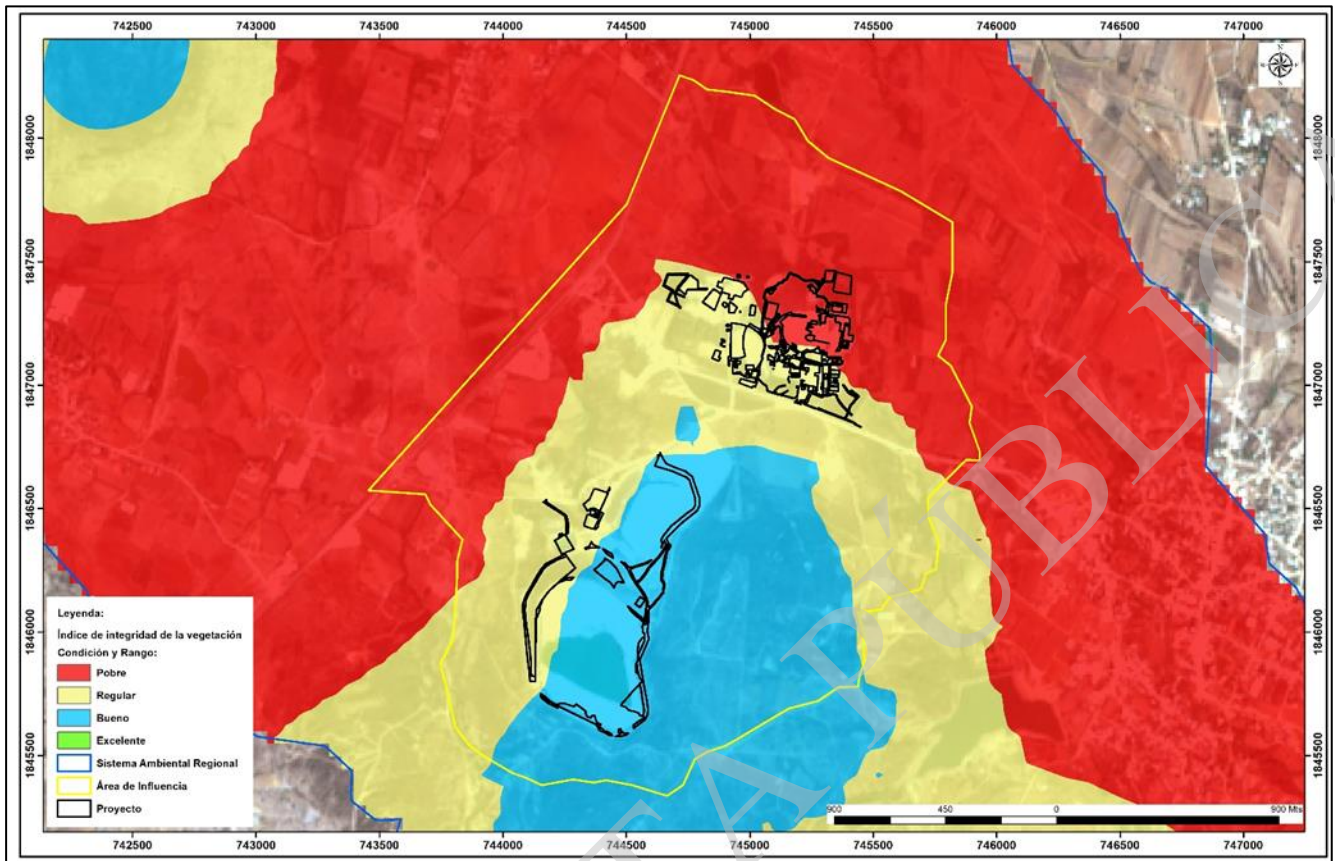 742500 743000 743500 744000 744500 745000 745500 746000 746500 747000
1848000
1847500
1847000
1846500
1846000
1845500
1848000
1847500
1847000
1846500
1846000
1845500
TA PÚBLIC
Leyenda:
Índice de integridad de la vegetación
Condición y Rango:
Pobre
Regular
Bueno
Excelente
Sistema Ambiental Regional
Área de Influencia
Proyecto
900 450 0 900 Mts
742500 743000 743500 744000 744500 745000 745500 746000 746500 747000